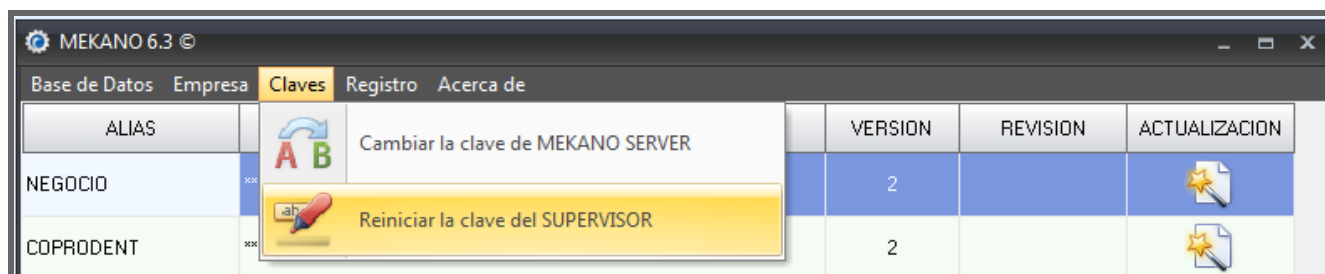 MEKANO 6.3 ©
Base de Datos Empresa Claves Registro Acerca de
ALIAS VERSION REVISION ACTUALIZACION
Cambiar la clave de MEKANO SERVER
NEGOCIO ** 2
Reiniciar la clave del SUPERVISOR
COPRODENT ** 2